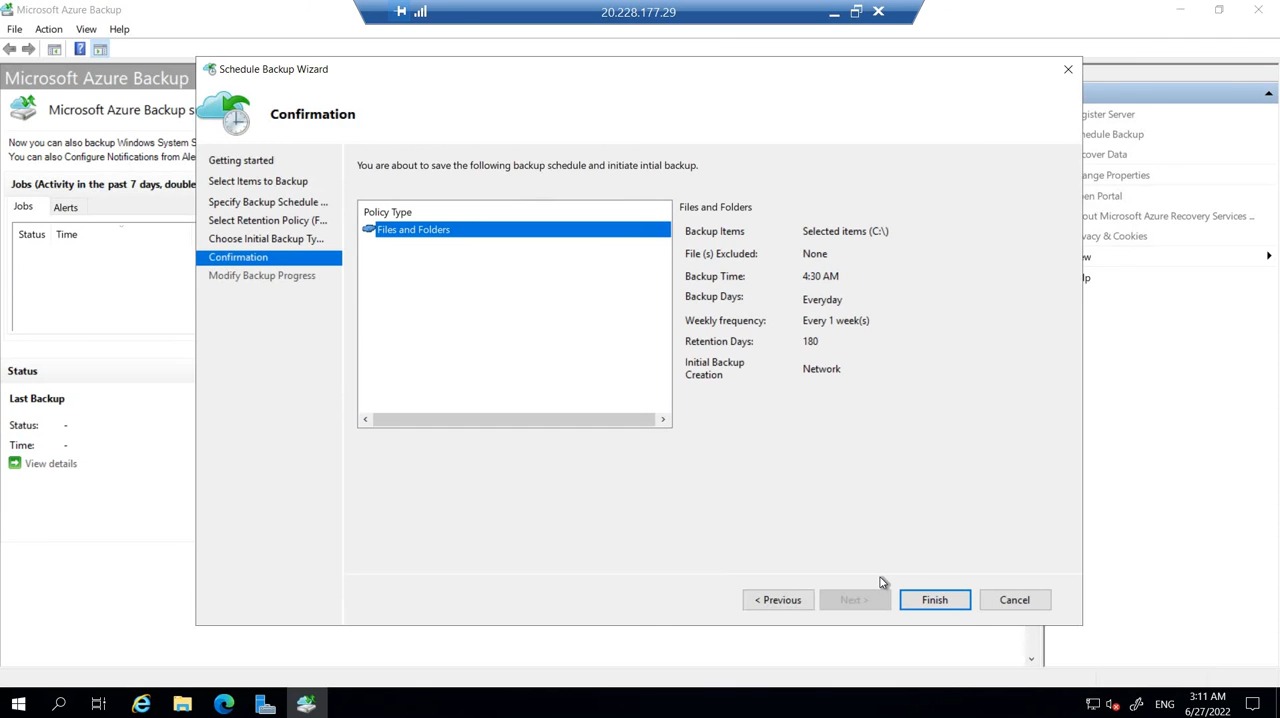 Microsoft Azure Backup
20.228.177.29
File Action View Help
Microsoft Azure Backup
Microsoft Azure Backup s
Now you can also backup Windows System S
You can also Configure Notifications from Ale
Jobs (Activity in the past 7 days, double
Jobs Alerts
Status Time
Status
Last Backup
Status: -
Time: -
View details
Schedule Backup Wizard
Confirmation
Getting started
Select Items to Backup
Specify Backup Schedule ...
Select Retention Policy (F...
Choose Initial Backup Ty...
Confirmation
Modify Backup Progress
You are about to save the following backup schedule and initiate intial backup.
Policy Type
Files and Folders
Files and Folders
Backup Items Selected items (C:\)
File (s) Excluded: None
Backup Time: 4:30 AM
Backup Days: Everyday
Weekly frequency: Every 1 week(s)
Retention Days: 180
Initial Backup
Creation Network
< Previous Next > Finish Cancel
gister Server
hedule Backup
cover Data
ange Properties
en Portal
out Microsoft Azure Recovery Services ...
vacy & Cookies
ew
lp
ENG
3:11 AM
6/27/2022